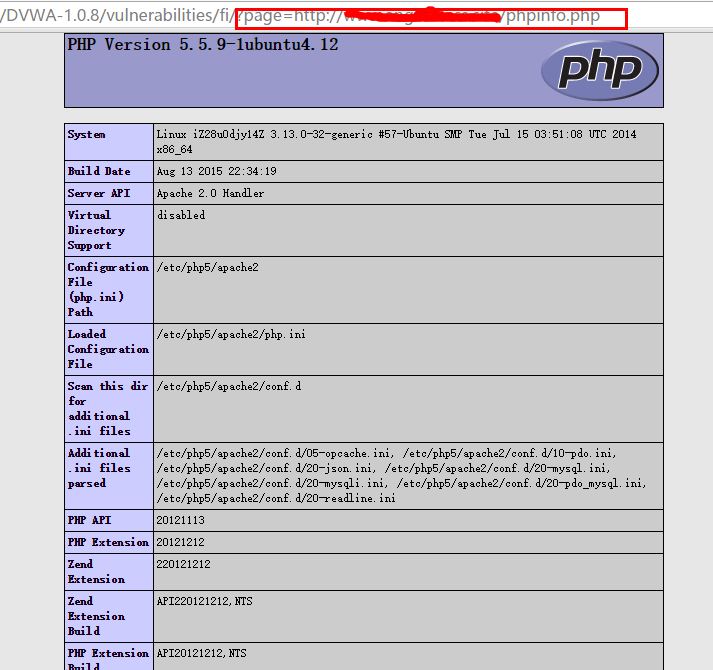 /DVWA-1.0.8/vulnerabilities/fi/?page=http:/ /phpinfo.php
PHP Version 5.5.9-1ubuntu4.12
php
System
Linux iZ28u0djy14Z 3.13.0-32-generic #57-Ubuntu SMP Tue Jul 15 03:51:08 UTC 2014
x86_64
Build Date
Aug 13 2015 22:34:19
Server API
Apache 2.0 Handler
Virtual
Directory
Support
disabled
Configuration
File
(php.ini)
Path
/etc/php5/apache2
Loaded
Configuration
File
/etc/php5/apache2/php.ini
Scan this dir
for
additional
.ini files
/etc/php5/apache2/conf.d
Additional
.ini files
parsed
/etc/php5/apache2/conf.d/05-opcache.ini, /etc/php5/apache2/conf.d/10-pdo.ini,
/etc/php5/apache2/conf.d/20-json.ini, /etc/php5/apache2/conf.d/20-mysql.ini,
/etc/php5/apache2/conf.d/20-mysqli.ini, /etc/php5/apache2/conf.d/20-pdo_mysql.ini,
/etc/php5/apache2/conf.d/20-readline.ini
PHP API
20121113
PHP Extension
20121212
Zend
Extension
220121212
Zend
Extension
Build
API220121212,NTS
PHP Extension
Build
API20121212,NTS